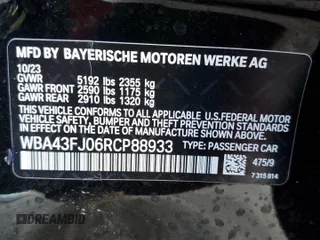 MFD BY BAYERISCHE MOTOREN WERKE AG
10/23
GVWR 5192 lbs 2355 kg
GAWR FRONT 2590 lbs 1175 kg
GAWR REAR 2910 lbs 1320 kg
THIS VEHICLE CONFORMS TO ALL APPLICABLE U.S.FEDERAL MOTOR
VEHICLE SAFETY, BUMPER, AND THEFT PREVENTION STANDARDS IN
EFFECT ON THE DATE OF MANUFACTURE SHOWN ABOVE.
WBA43FJ06RCP88933 TYPE: PASSENGER CAR
475/9
7 315 814